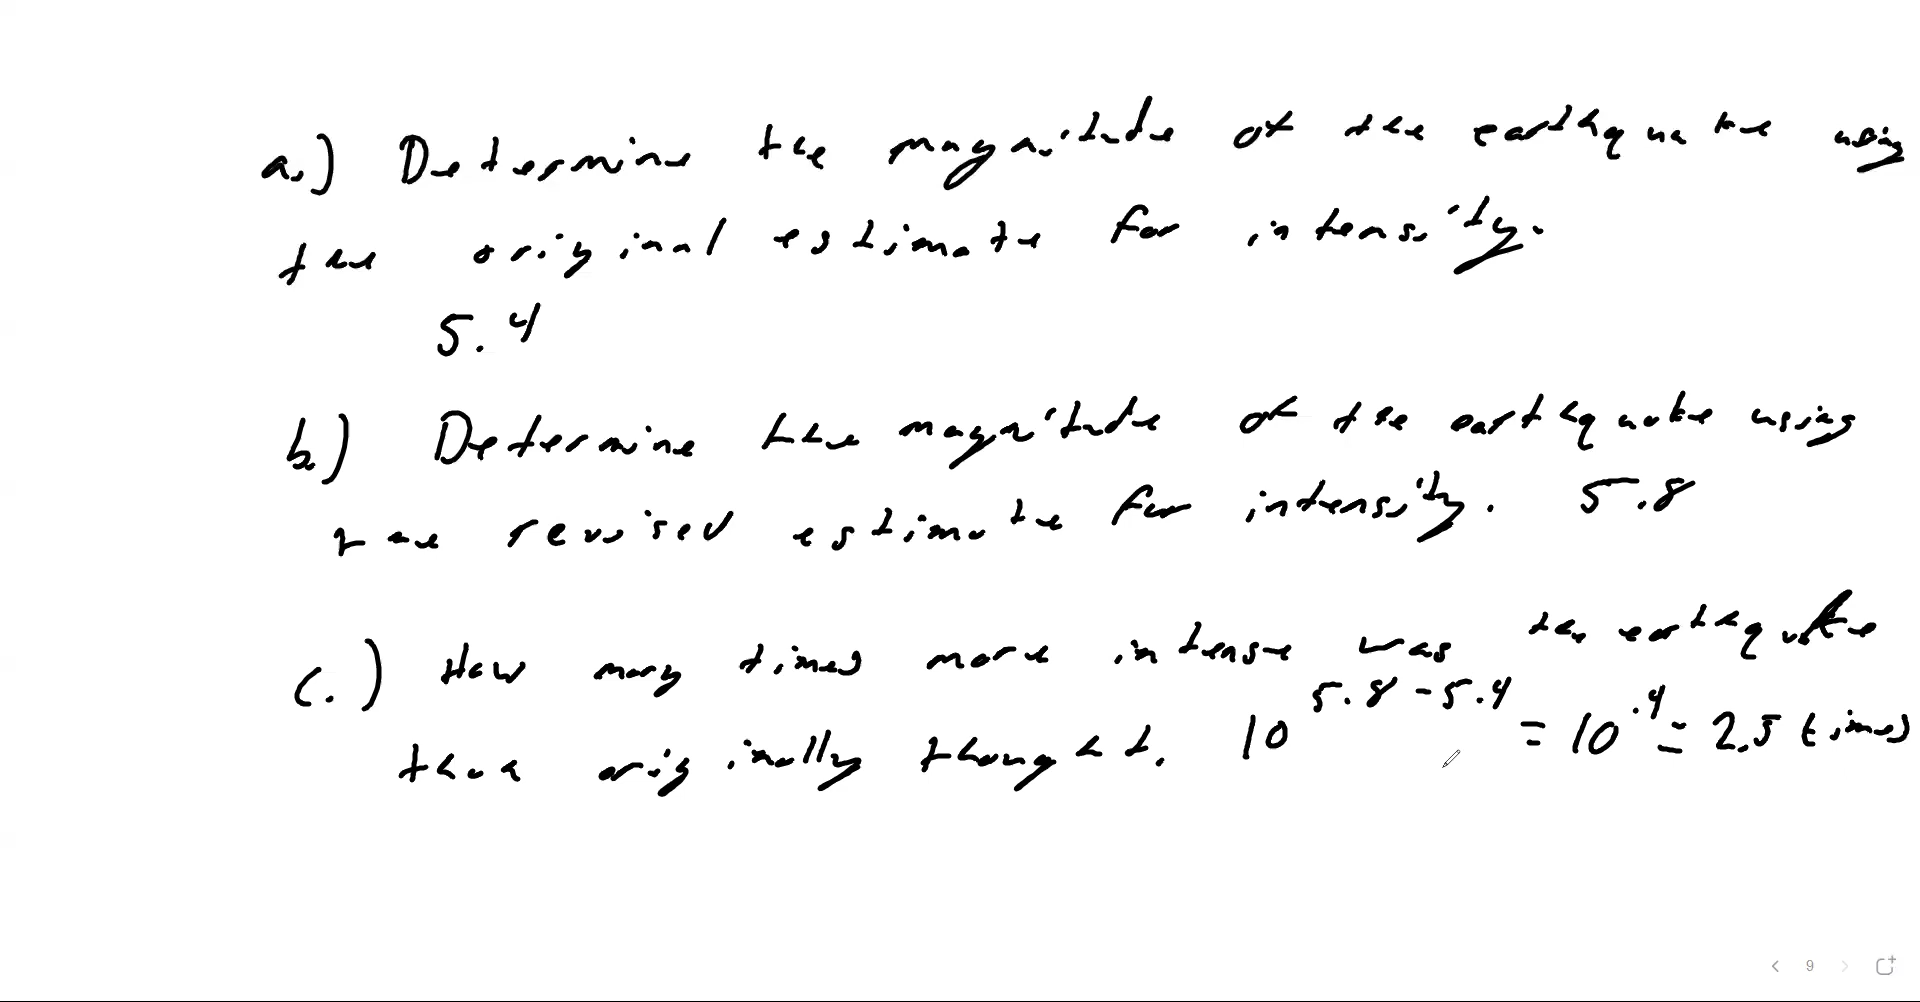 a.) Determine the magnitude of the earthquake using
the original estimate for intensity.
5.4
b.) Determine the magnitude of the earthquake using
the revised estimate for intensity. 5.8
c.) How many times more intense was the earthquake
than originally thought. 10^5.8-5.4 = 10^.4 = 2.5 times
9